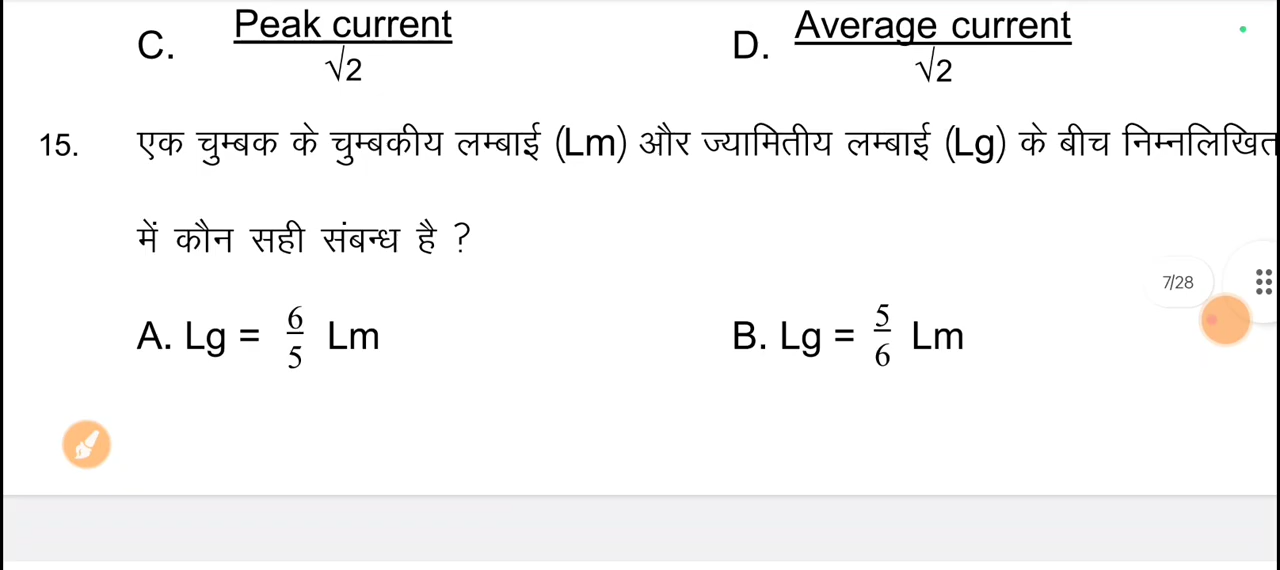 C. Peak current / √2 D. Average current / √2
15. एक चुम्बक के चुम्बकीय लम्बाई (Lm) और ज्यामितीय लम्बाई (Lg) के बीच निम्नलिखित
में कौन सही संबन्ध है ?
7/28
A. Lg = 6/5 Lm B. Lg = 5/6 Lm